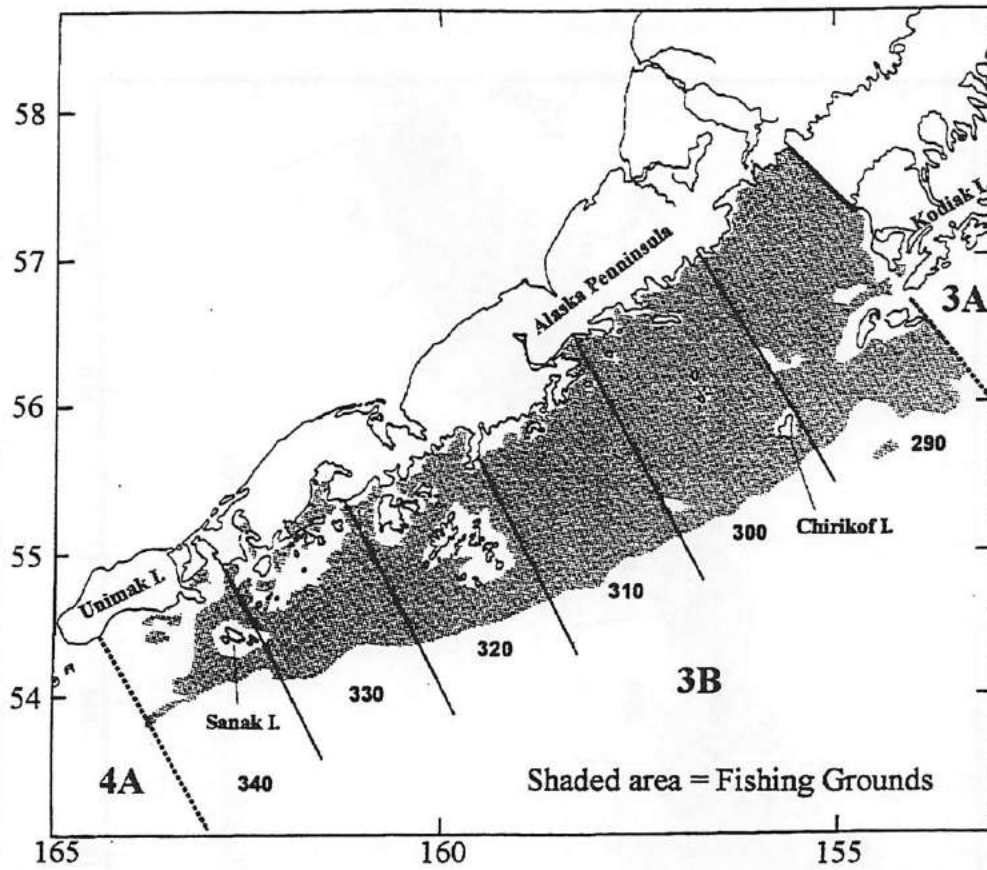 58
57
56
55
54
165
160
155
Kodiak I.
3A
Alaska Penninsula
290
300
Chirikof I.
310
Unimak I.
320
3B
330
Sanak I.
340
4A
Shaded area = Fishing Grounds